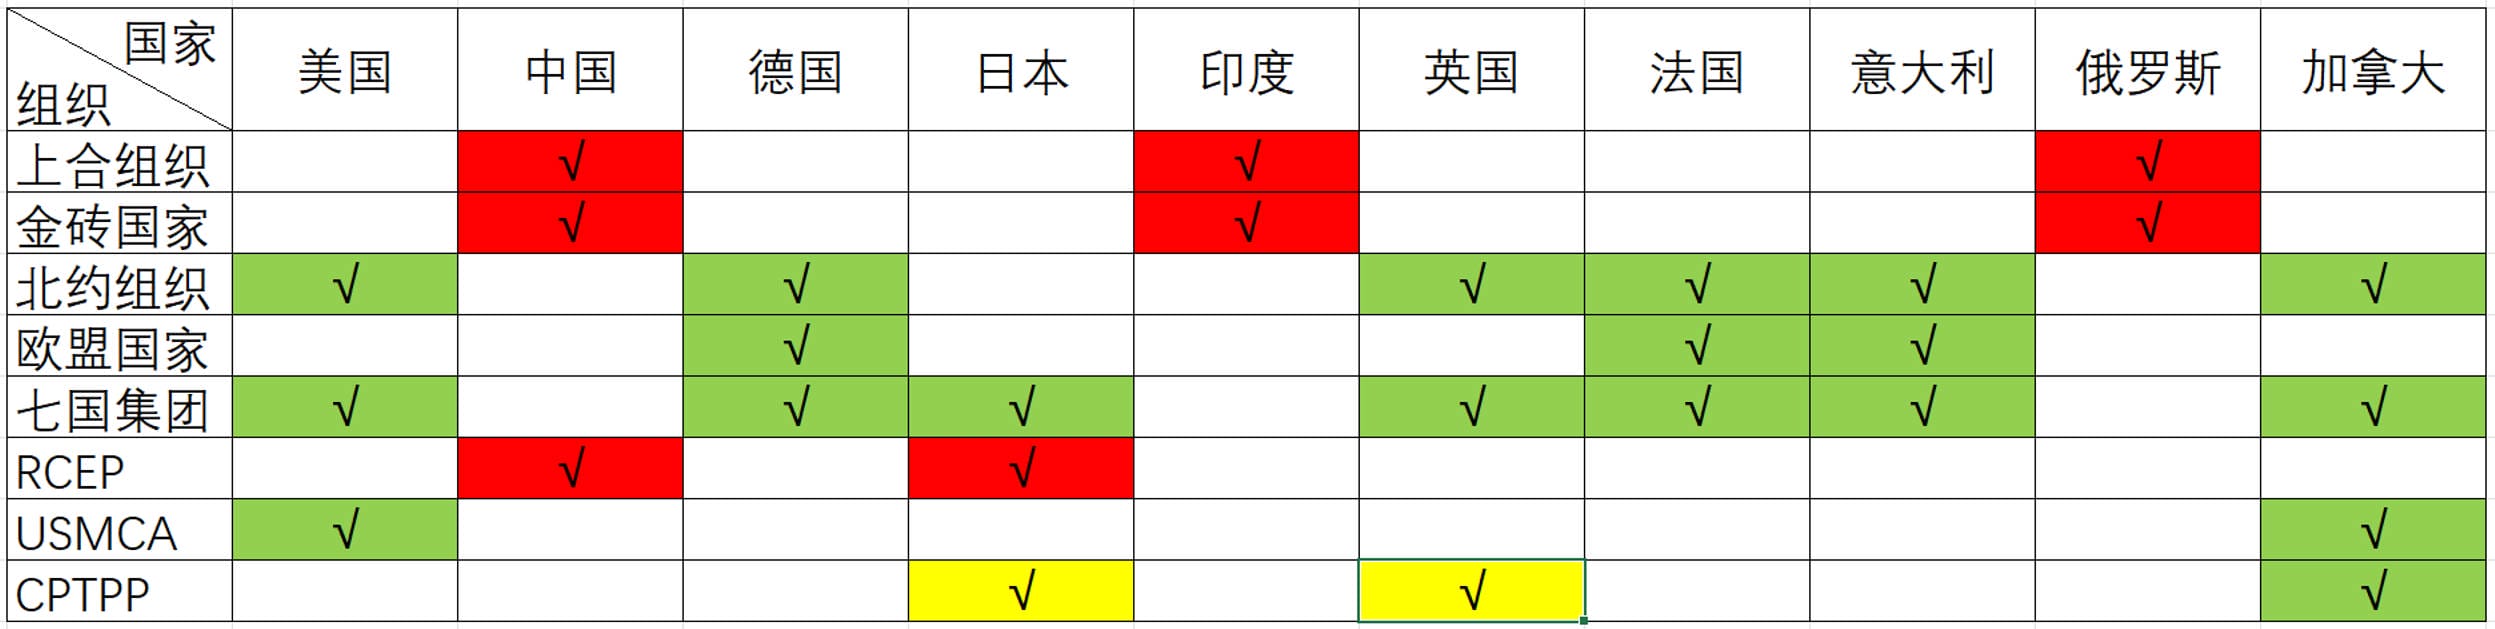 国家
组织
美国 中国 德国 日本 印度 英国 法国 意大利 俄罗斯 加拿大
上合组织 √ √ √
金砖国家 √ √ √
北约组织 √ √ √ √ √ √
欧盟国家 √ √ √
七国集团 √ √ √ √ √ √ √
RCEP √ √
USMCA √ √
CPTPP √ √ √